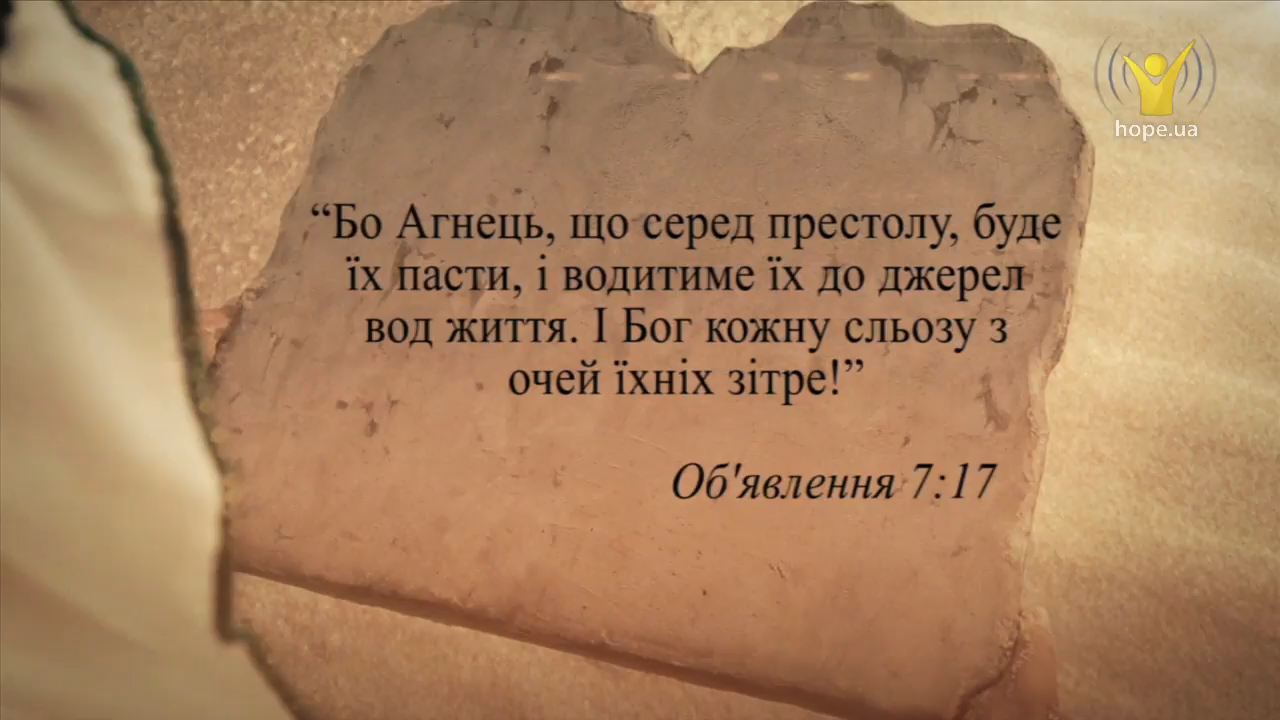 hope.ua
“Бо Агнець, що серед престолу, буде
їх пасти, і водитиме їх до джерел
вод життя. І Бог кожну сльозу з
очей їхніх зітре!”
Об'явлення 7:17